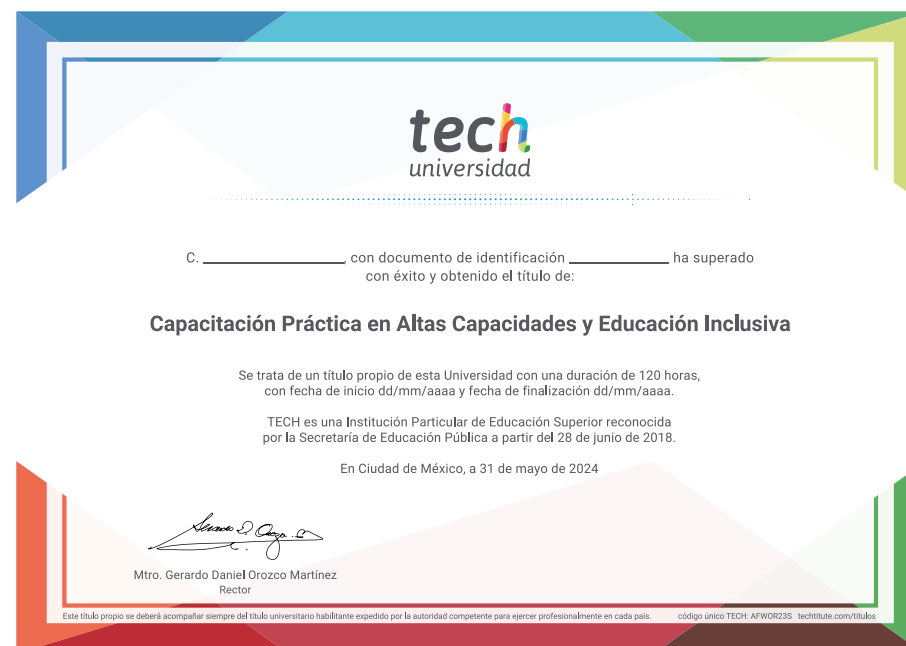 tech
universidad
C. ____________, con documento de identificación ____________ ha superado
con éxito y obtenido el título de:
Capacitación Práctica en Altas Capacidades y Educación Inclusiva
Se trata de un título propio de esta Universidad con una duración de 120 horas,
con fecha de inicio dd/mm/aaaa y fecha de finalización dd/mm/aaaa.
TECH es una Institución Particular de Educación Superior reconocida
por la Secretaría de Educación Pública a partir del 28 de junio de 2018.
En Ciudad de México, a 31 de mayo de 2024
Mtro. Gerardo Daniel Orozco Martínez
Rector
Este título propio se deberá acompañar siempre del título universitario habilitante expedido por la autoridad competente para ejercer profesionalmente en cada país. código único TECH: AFWOR23S techtitute.com/titulos